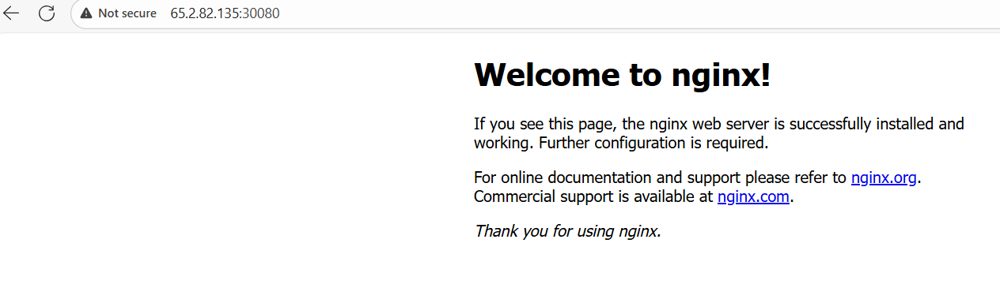 Not secure 65.2.82.135:30080
Welcome to nginx!
If you see this page, the nginx web server is successfully installed and
working. Further configuration is required.
For online documentation and support please refer to nginx.org.
Commercial support is available at nginx.com.
Thank you for using nginx.